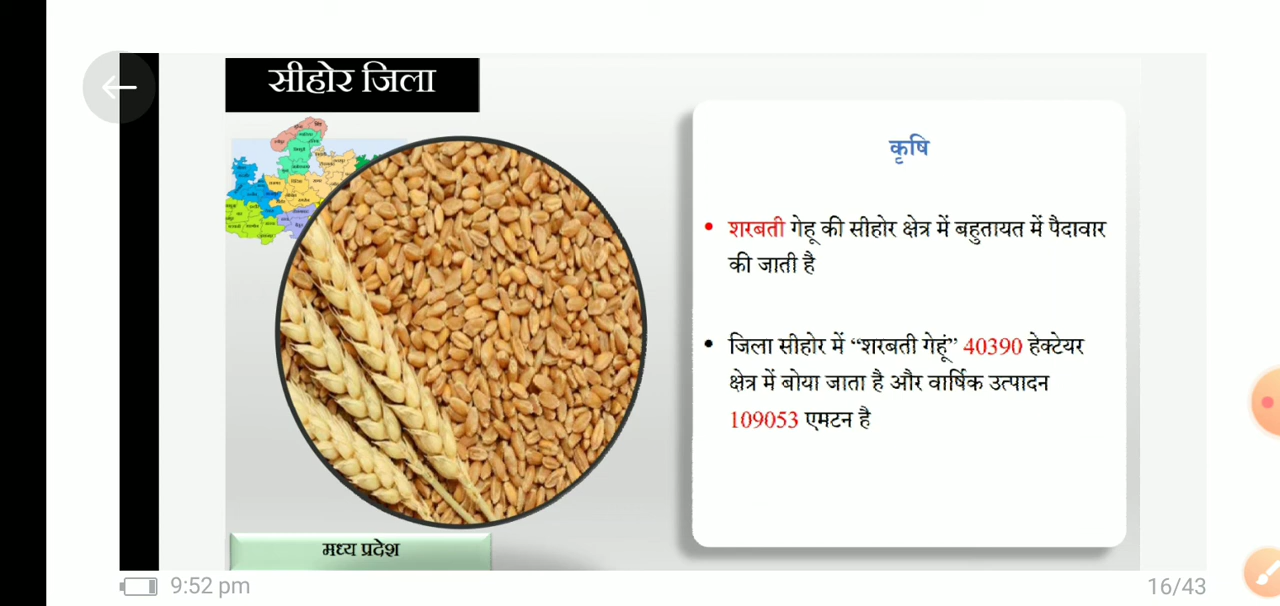 सीहोर जिला
कृषि
शरबती गेहू की सीहोर क्षेत्र में बहुतायत में पैदावार
की जाती है
जिला सीहोर में “शरबती गेहूं” 40390 हेक्टेयर
क्षेत्र में बोया जाता है और वार्षिक उत्पादन
109053 एमटन है
मध्य प्रदेश
9:52 pm
16/43